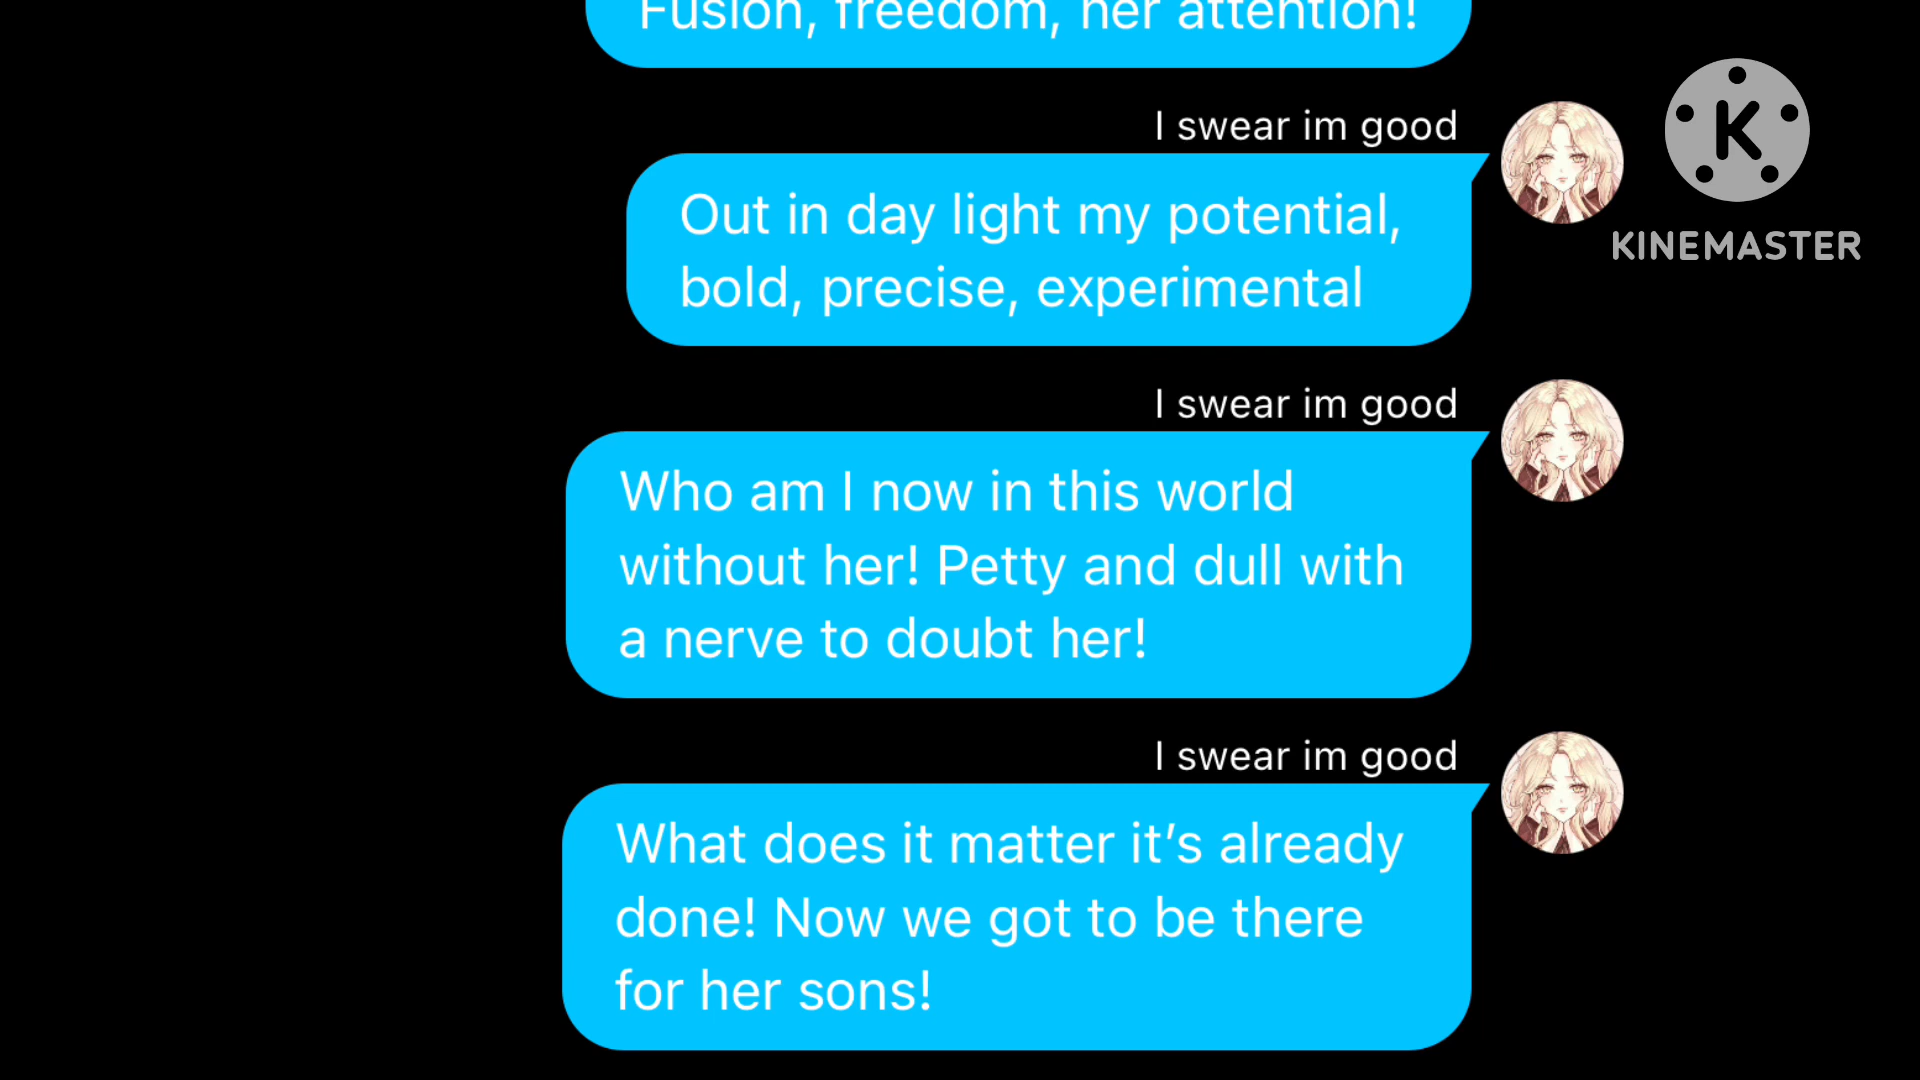 Fusion, freedom, her attention!
I swear im good
Out in day light my potential,
bold, precise, experimental
I swear im good
Who am I now in this world
without her! Petty and dull with
a nerve to doubt her!
I swear im good
What does it matter it’s already
done! Now we got to be there
for her sons!
K
KINEMASTER